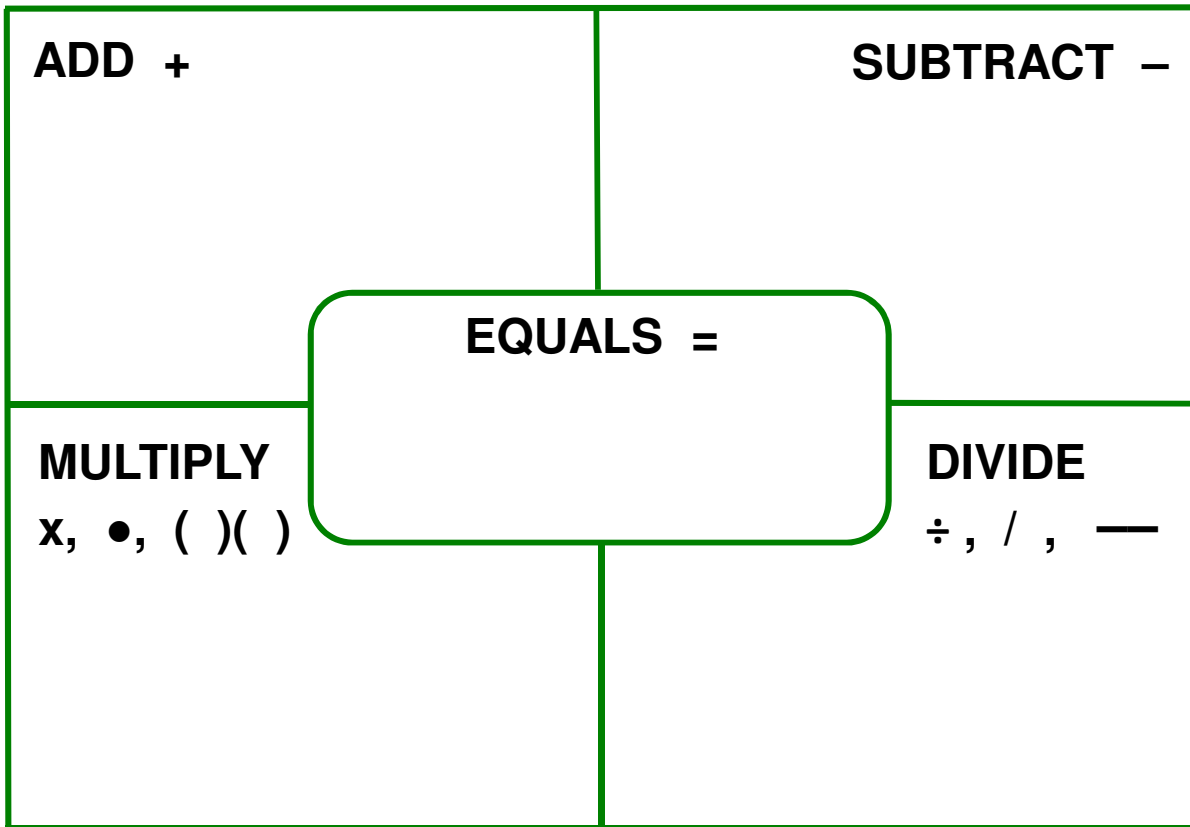 ADD +
SUBTRACT –
EQUALS =
MULTIPLY
x, •, ( )( )
DIVIDE
÷ , / , —